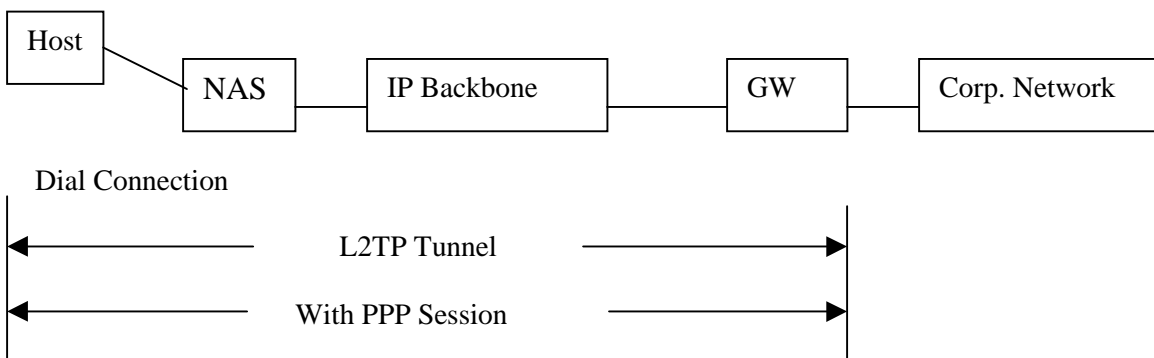 Host
NAS
IP Backbone
GW
Corp. Network
Dial Connection
L2TP Tunnel
With PPP Session